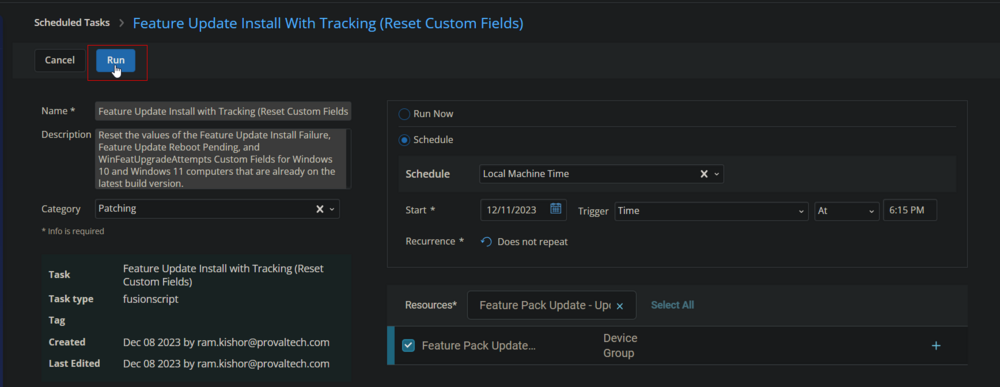 Scheduled Tasks > Feature Update Install With Tracking (Reset Custom Fields)
Cancel Run
Name * Feature Update Install with Tracking (Reset Custom Fields
Description Reset the values of the Feature Update Install Failure,
Feature Update Reboot Pending, and
WinFeatUpgradeAttempts Custom Fields for Windows
10 and Windows 11 computers that are already on the
latest build version.
Category Patching
* Info is required
Task Feature Update Install with Tracking (Reset
Custom Fields)
Task type fusionscript
Tag
Created Dec 08 2023 by ram.kishor@provaltech.com
Last Edited Dec 08 2023 by ram.kishor@provaltech.com
Run Now
Schedule
Schedule Local Machine Time
Start * 12/11/2023 Trigger Time At 6:15 PM
Recurrence * Does not repeat
Resources* Feature Pack Update - Up Select All
Feature Pack Update... Device
Group